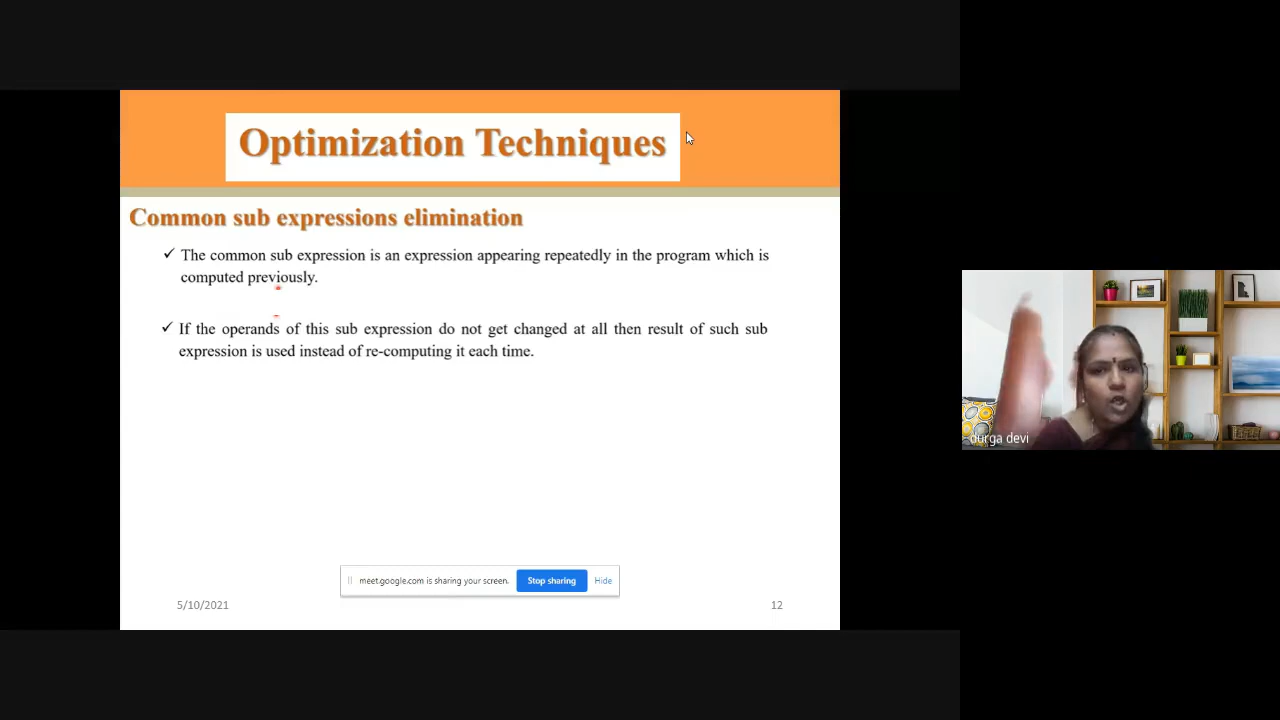 Optimization Techniques
Common sub expressions elimination
✓ The common sub expression is an expression appearing repeatedly in the program which is
computed previously.
✓ If the operands of this sub expression do not get changed at all then result of such sub
expression is used instead of re-computing it each time.
durga devi
meet.google.com is sharing your screen. Stop sharing Hide
5/10/2021 12